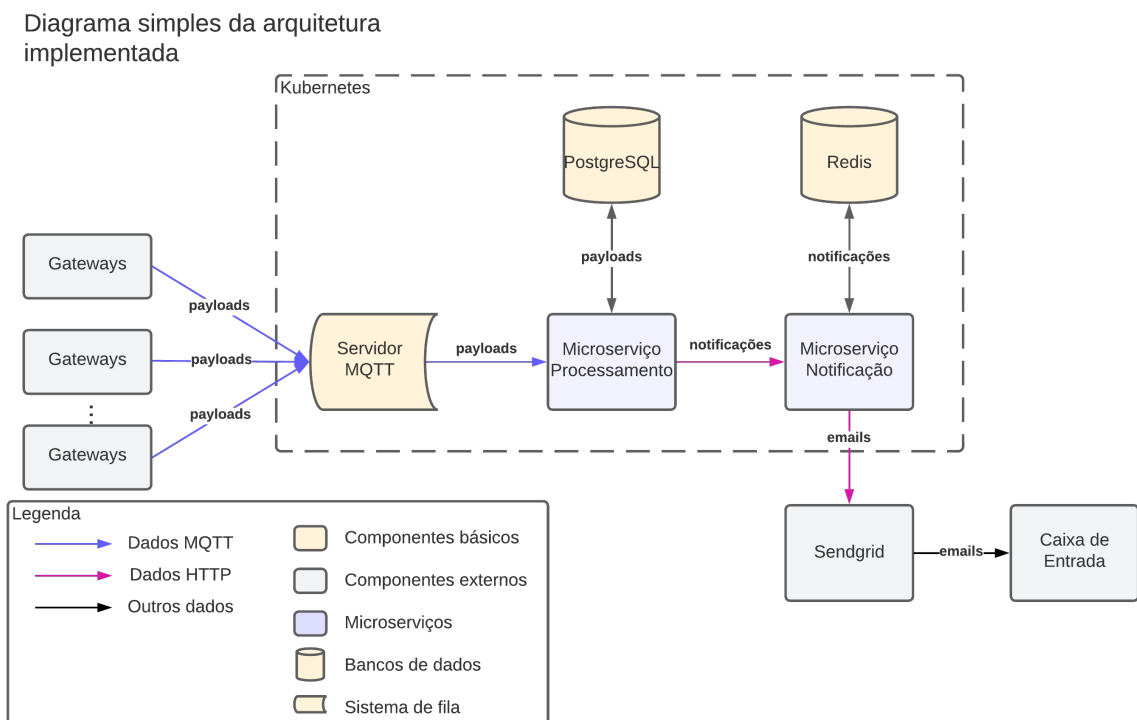 Diagrama simples da arquitetura
implementada
Kubernetes
PostgreSQL
Redis
payloads
notificações
Gateways
payloads
Gateways
payloads
Gateways
payloads
Servidor
MQTT
payloads
Microserviço
Processamento
notificações
Microserviço
Notificação
emails
Sendgrid
emails
Caixa de
Entrada
Legenda
Dados MQTT
Dados HTTP
Outros dados
Componentes básicos
Componentes externos
Microserviços
Bancos de dados
Sistema de fila